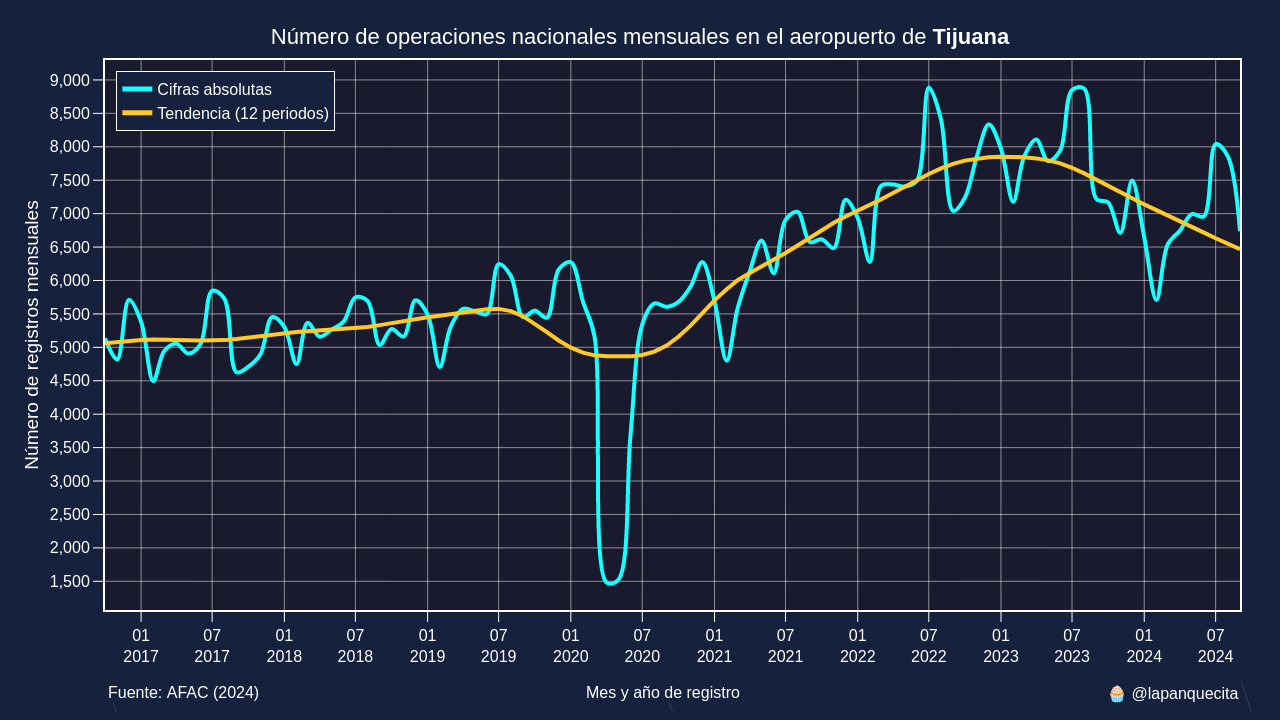 Número de operaciones nacionales mensuales en el aeropuerto de Tijuana
Cifras absolutas
Tendencia (12 periodos)
Número de registros mensuales
9,000
8,500
8,000
7,500
7,000
6,500
6,000
5,500
5,000
4,500
4,000
3,500
3,000
2,500
2,000
1,500
01 07 01 07 01 07 01 07 01 07 01 07 01 07 01 07
2017 2017 2018 2018 2019 2019 2020 2020 2021 2021 2022 2022 2023 2023 2024 2024
Fuente: AFAC (2024)
Mes y año de registro
🧁 @lapanquecita